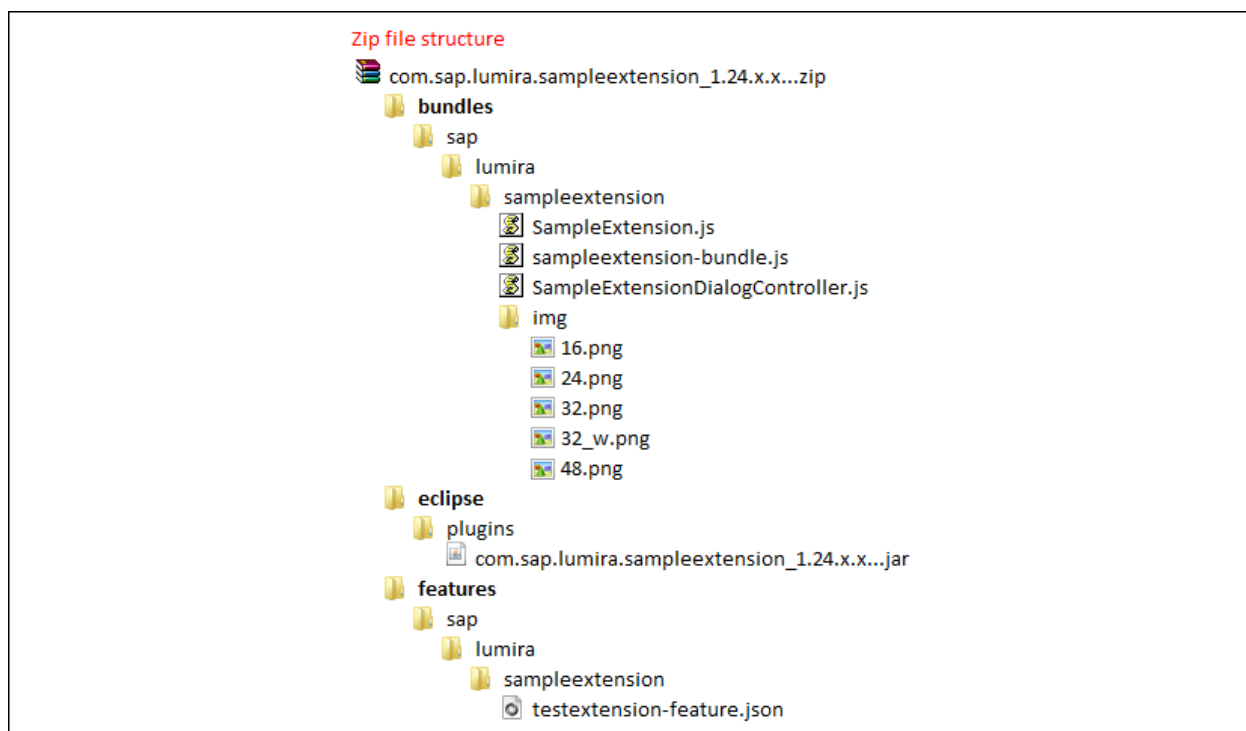 Zip file structure
com.sap.lumira.sampleextension_1.24.x.x...zip
bundles
sap
lumira
sampleextension
SampleExtension.js
sampleextension-bundle.js
SampleExtensionDialogController.js
img
16.png
24.png
32.png
32_w.png
48.png
eclipse
plugins
com.sap.lumira.sampleextension_1.24.x.x...jar
features
sap
lumira
sampleextension
testextension-feature.json